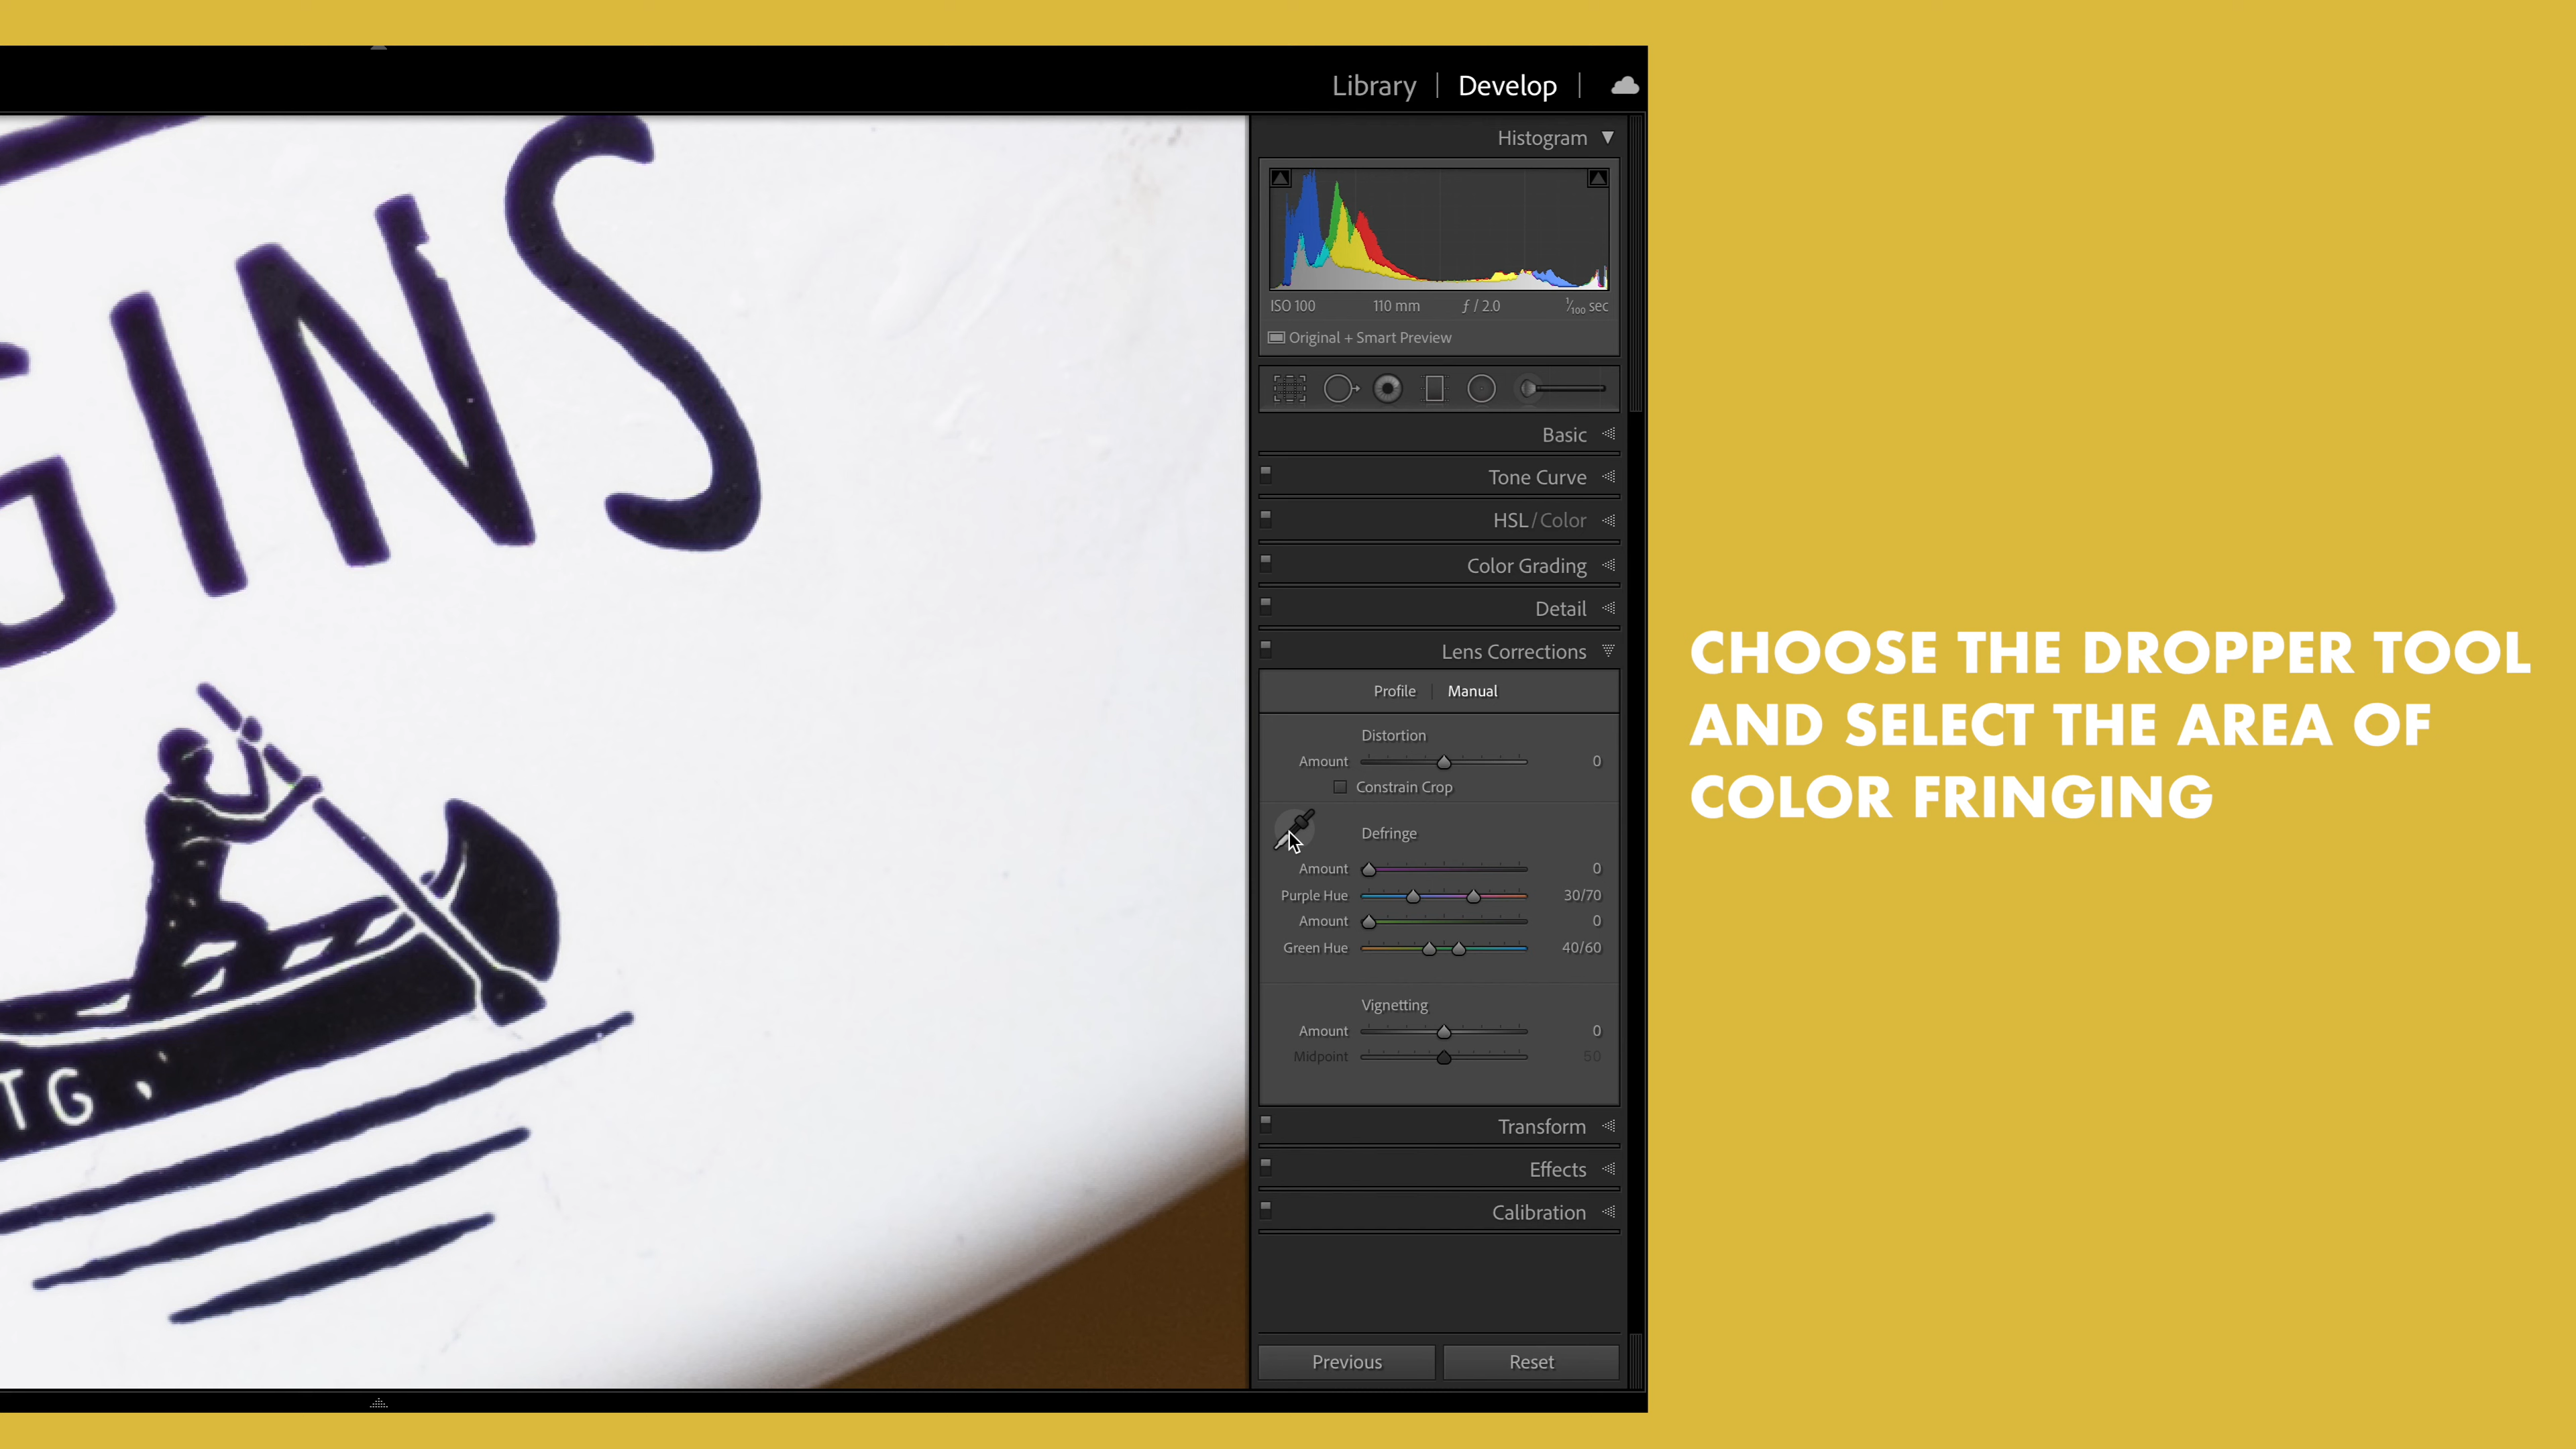 Library | Develop |
Histogram
ISO 100 110 mm ƒ / 2.0 1/100 sec
Original + Smart Preview
Basic
Tone Curve
HSL / Color
Color Grading
Detail
Lens Corrections
Profile | Manual
Distortion
Amount 0
Constrain Crop
Defringe
Amount 0
Purple Hue 30/70
Amount 0
Green Hue 40/60
Vignetting
Amount 0
Midpoint 50
Transform
Effects
Calibration
Previous Reset
GINS
TG,
CHOOSE THE DROPPER TOOL
AND SELECT THE AREA OF
COLOR FRINGING